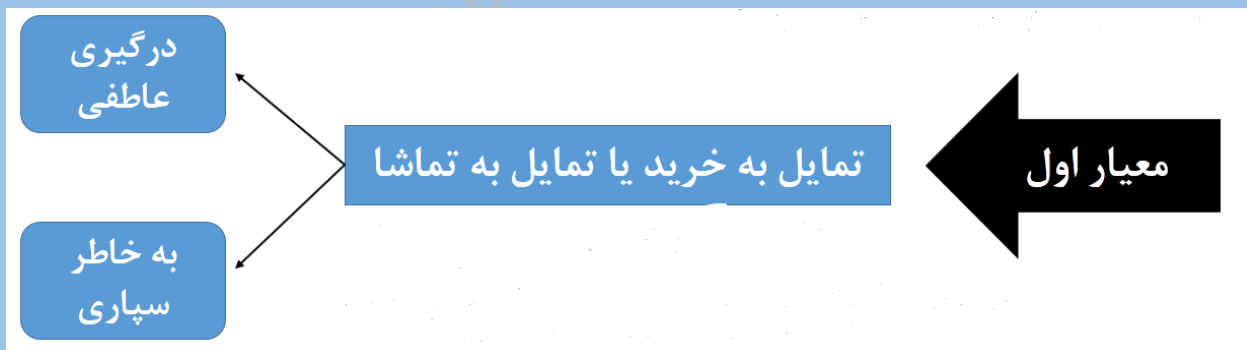 معیار اول
تمایل به خرید یا تمایل به تماشا
درگیری
عاطفی
به خاطر
سپاری